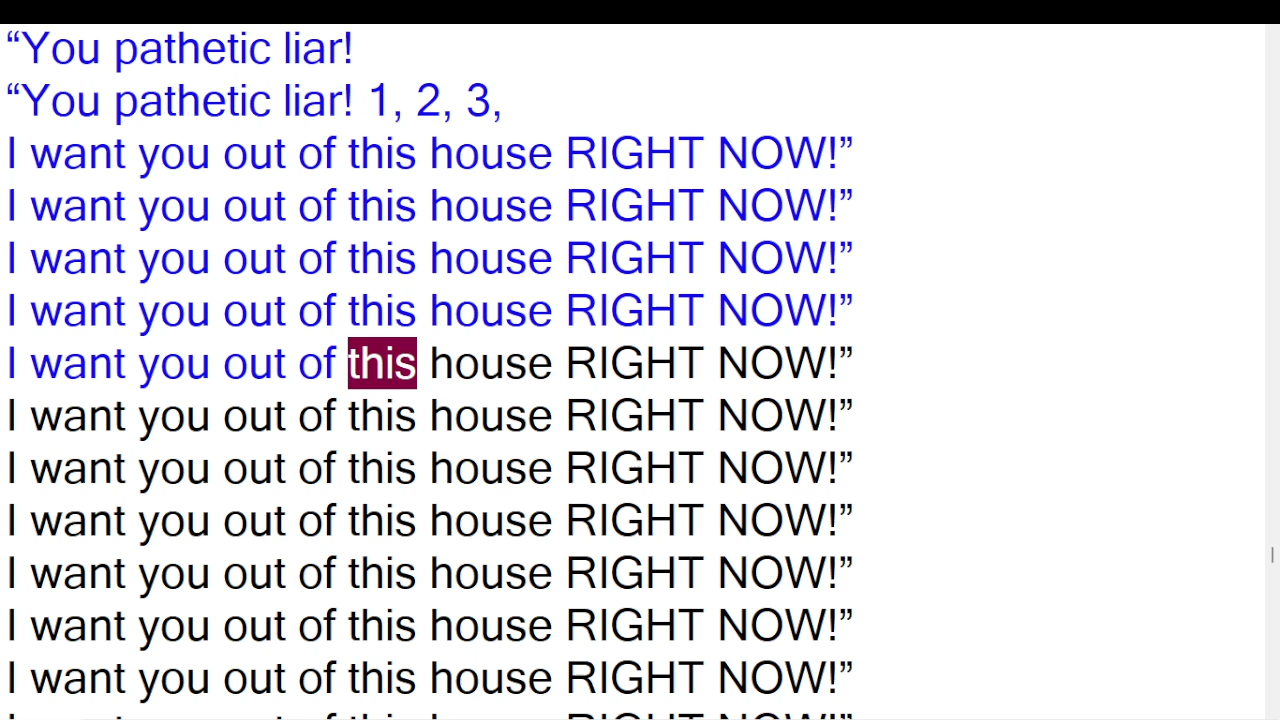 “You pathetic liar!
“You pathetic liar! 1, 2, 3,
I want you out of this house RIGHT NOW!”
I want you out of this house RIGHT NOW!”
I want you out of this house RIGHT NOW!”
I want you out of this house RIGHT NOW!”
I want you out of this house RIGHT NOW!”
I want you out of this house RIGHT NOW!”
I want you out of this house RIGHT NOW!”
I want you out of this house RIGHT NOW!”
I want you out of this house RIGHT NOW!”
I want you out of this house RIGHT NOW!”
I want you out of this house RIGHT NOW!”